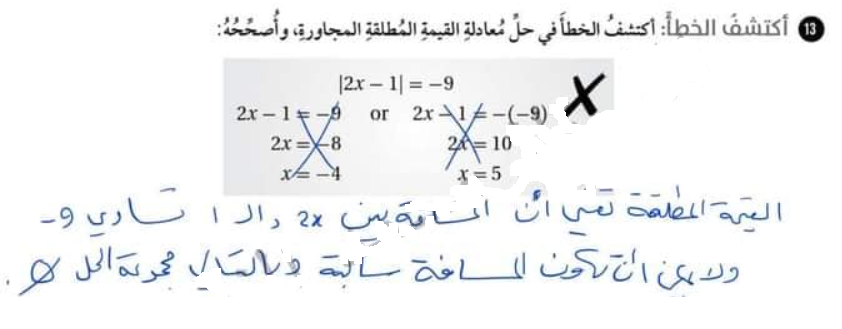 13 أكتشفُ الخطأَ: أكتشفُ الخطأَ في حلِّ مُعادلةِ القيمةِ المُطلقةِ المجاورةِ، وأُصحِّحُهُ:
|2x − 1| = −9
2x − 1 = −9 or 2x − 1 = −(−9)
2x = −8 2x = 10
x = −4 x = 5
القيمة المطلقة تعني أن المسافة بين 2x والـ 1 تساوي 9-
ولا يمكن ان تكون المسافة سالبة وبالتالي مجموعة الحل Ø.